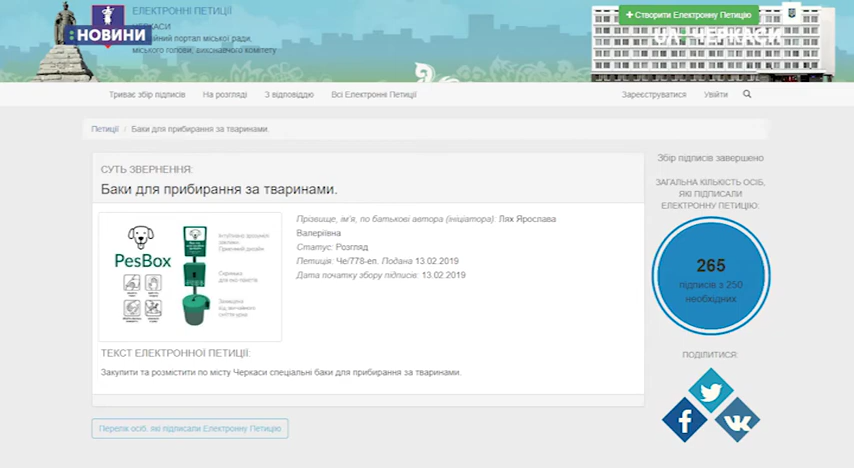 ЕЛЕКТРОННІ ПЕТИЦІЇ
ЧЕРКАСИ
міської ради,
міського голови, виконавчого комітету
:НОВИНИ
+ Створити Електронну Петицію
UA: ЧЕРКАСИ
Триває збір підписів
На розгляді
З відповіддю
Всі Електронні Петиції
Зареєструватися
Увійти
Петиції / Баки для прибирання за тваринами.
СУТЬ ЗВЕРНЕННЯ:
Баки для прибирання за тваринами.
PesBox
Прізвище, ім'я, по батькові автора (ініціатора): Лях Ярослава
Валеріївна
Статус: Розгляд
Петиція: Че/778-еп. Подана 13.02.2019
Дата початку збору підписів: 13.02.2019
ТЕКСТ ЕЛЕКТРОННОЇ ПЕТИЦІЇ:
Закупити та розмістити по місту Черкаси спеціальні баки для прибирання за тваринами.
Перелік осіб, які підписали Електронну Петицію
Збір підписів завершено
ЗАГАЛЬНА КІЛЬКІСТЬ ОСІБ,
ЯКІ ПІДПИСАЛИ
ЕЛЕКТРОННУ ПЕТИЦІЮ:
265
підписів з 250
необхідних
ПОДІЛИТИСЯ: